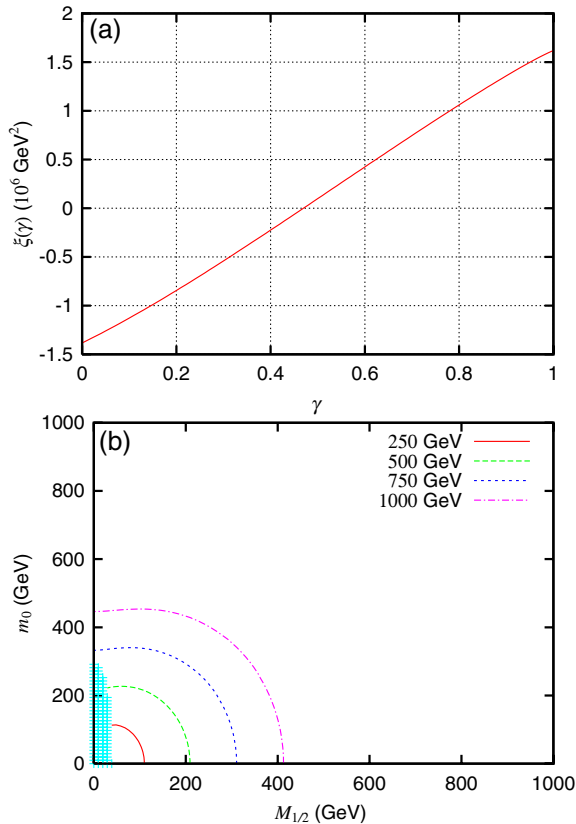 (a)
2
1.5
1
0.5
0
-0.5
-1
-1.5
ξ(γ) (10⁶ GeV²)
0 0.2 0.4 0.6 0.8 1
γ
(b)
250 GeV
500 GeV
750 GeV
1000 GeV
1000
800
600
400
200
0
m₀ (GeV)
0 200 400 600 800 1000
M₁/₂ (GeV)